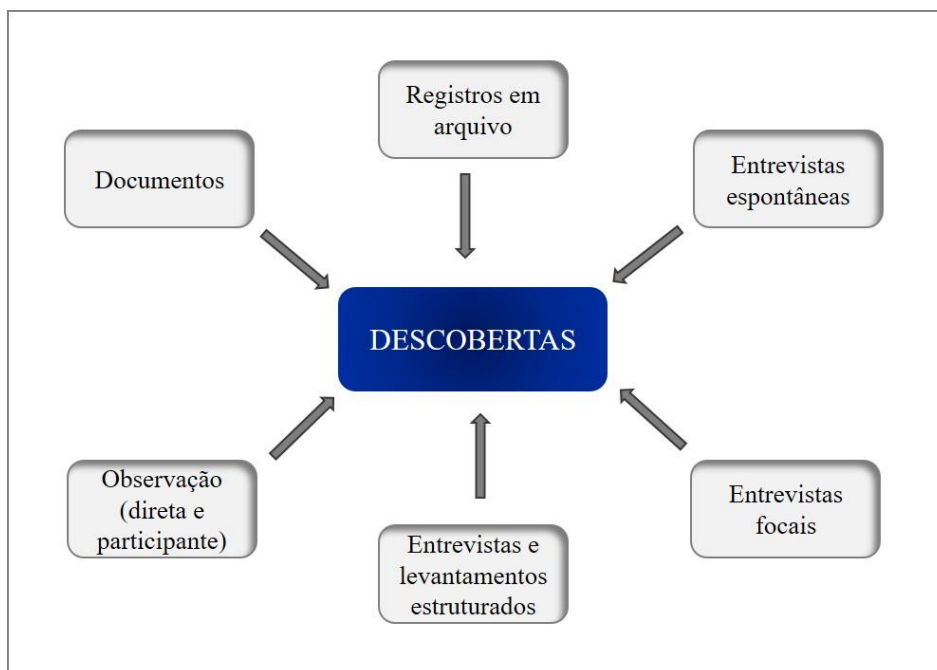 Registros em
arquivo
Documentos
Entrevistas
espontâneas
DESCOBERTAS
Observação
(direta e
participante)
Entrevistas e
levantamentos
estruturados
Entrevistas
focais